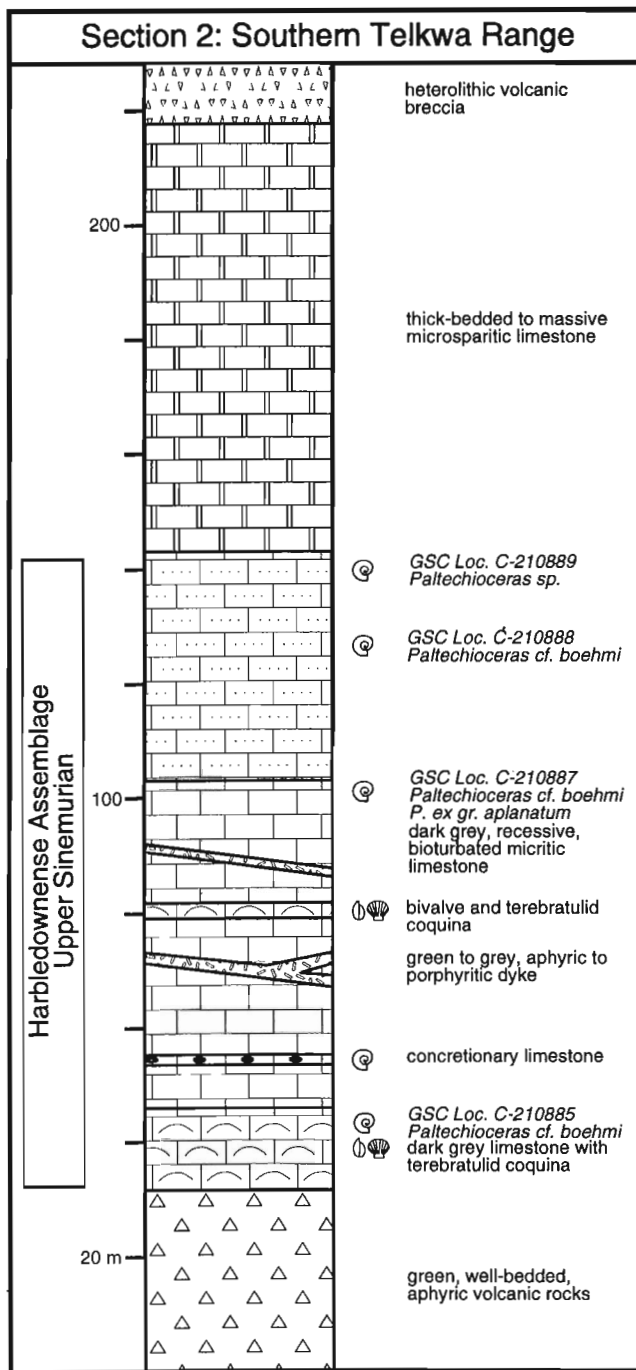 Section 2: Southern Telkwa Range
heterolithic volcanic
breccia
200
thick-bedded to massive
microsparitic limestone
GSC Loc. C-210889
Paltechioceras sp.
GSC Loc. C-210888
Paltechioceras cf. boehmi
Harbledownense Assemblage
Upper Sinemurian
GSC Loc. C-210887
Paltechioceras cf. boehmi
P. ex gr. aplanatum
100
dark grey, recessive,
bioturbated micritic
limestone
bivalve and terebratulid
coquina
green to grey, aphyric to
porphyritic dyke
concretionary limestone
GSC Loc. C-210885
Paltechioceras cf. boehmi
dark grey limestone with
terebratulid coquina
20 m
green, well-bedded,
aphyric volcanic rocks